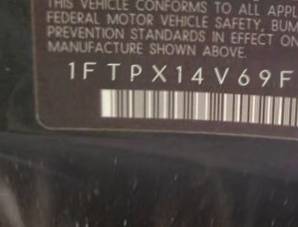 THIS VEHICLE CONFORMS TO ALL APPL
FEDERAL MOTOR VEHICLE SAFETY, BUM
PREVENTION STANDARDS IN EFFECT ON
MANUFACTURE SHOWN ABOVE.
1FTPX14V69F